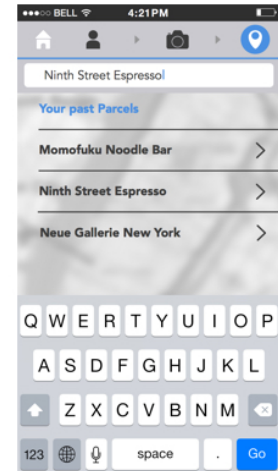 BELL 4:21PM
Ninth Street Espresso
Your past Parcels
Momofuku Noodle Bar
Ninth Street Espresso
Neue Gallerie New York
Q W E R T Y U I O P
A S D F G H J K L
Z X C V B N M
123 space . Go